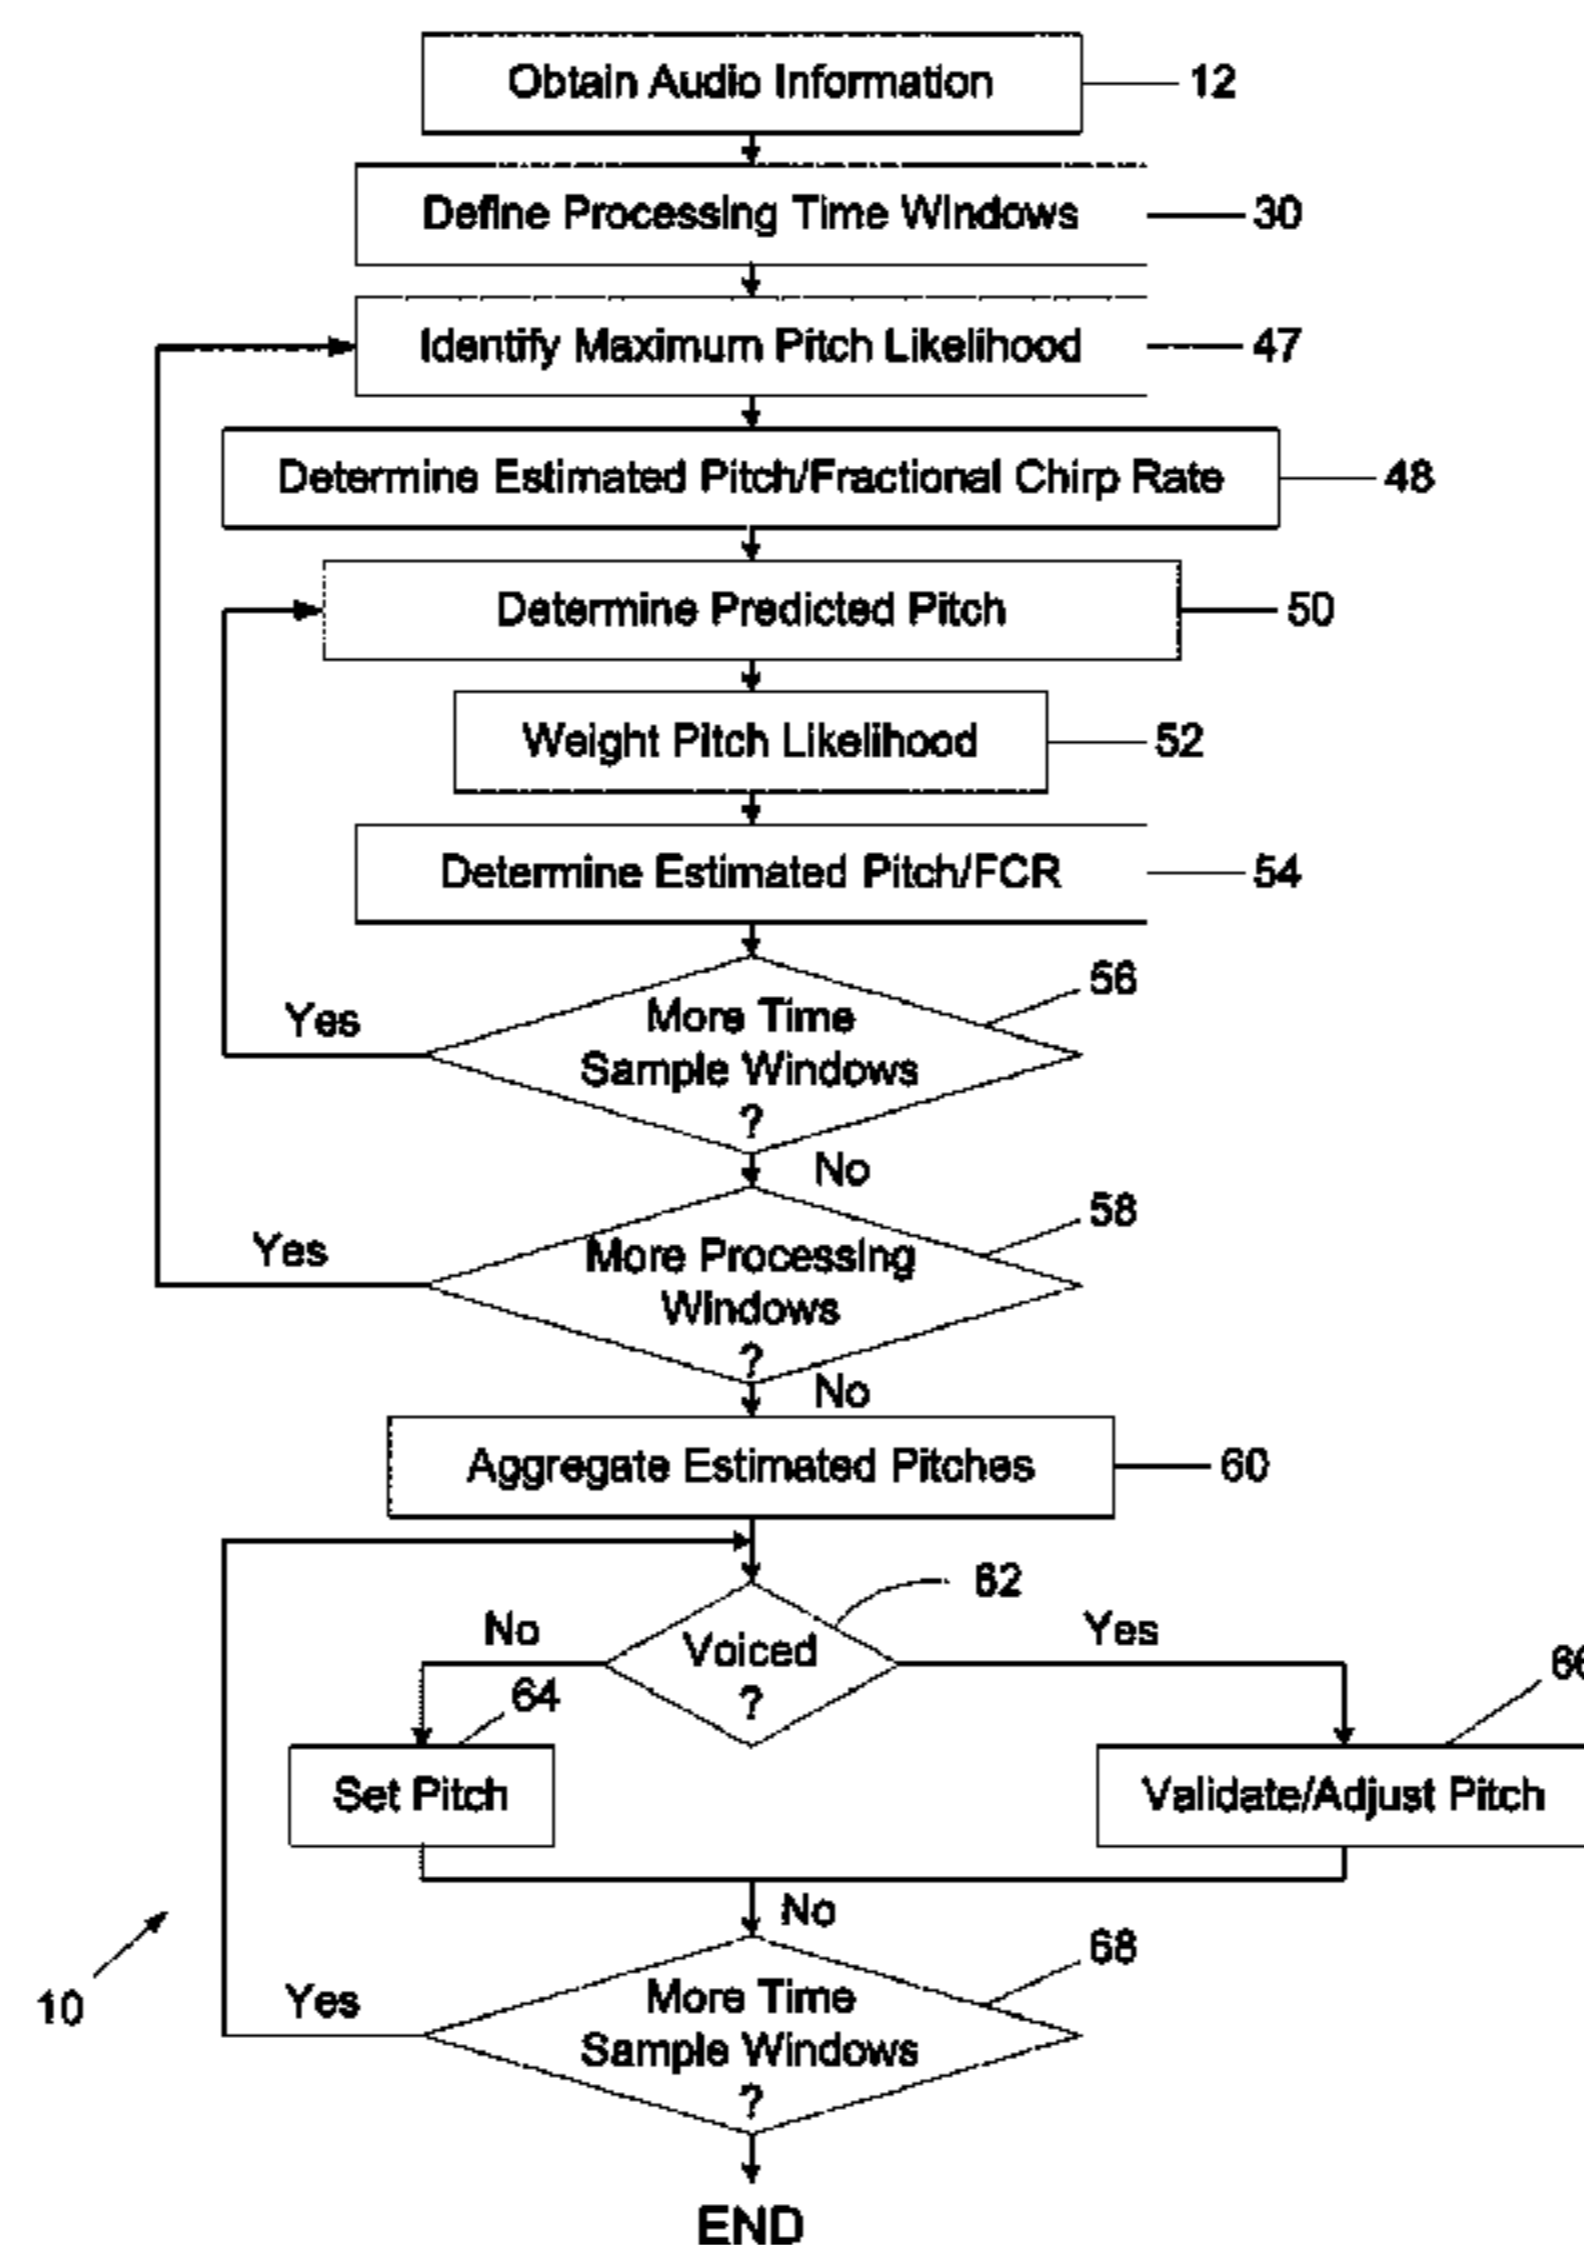 Obtain Audio Information
12
Define Processing Time Windows
30
Identify Maximum Pitch Likelihood
47
Determine Estimated Pitch/Fractional Chirp Rate
48
Determine Predicted Pitch
50
Weight Pitch Likelihood
52
Determine Estimated Pitch/FCR
54
56
More Time
Sample Windows
?
Yes
No
58
More Processing
Windows
?
Yes
No
Aggregate Estimated Pitches
60
62
Voiced
?
No
Yes
64
66
Set Pitch
Validate/Adjust Pitch
No
68
More Time
Sample Windows
?
Yes
10
END